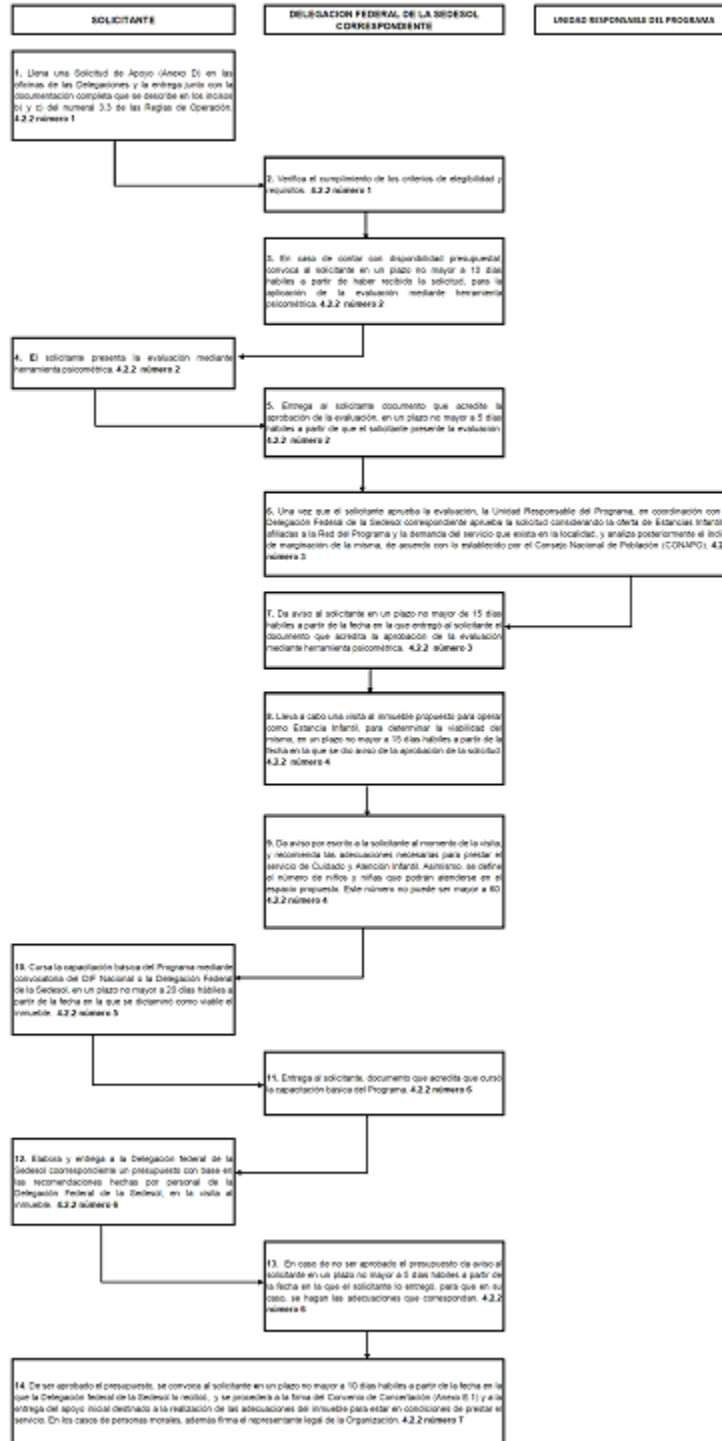 SOLICITANTE
DELEGACION FEDERAL DE LA SEDESOL
CORRESPONDIENTE
UNIDAD RESPONSABLE DEL PROGRAMA
1. Llena una Solicitud de Apoyo (Anexo D) en las
oficinas de las Delegaciones y la entrega junto con la
documentación completa que se describe en los incisos
b) y c) del numeral 3.3 de las Reglas de Operación.
4.2.2 número 1
2. Verifica el cumplimiento de los criterios de elegibilidad y
requisitos. 4.2.2 número 1
3. En caso de contar con disponibilidad presupuestal,
convoca al solicitante en un plazo no mayor a 10 días
hábiles a partir de haber recibido la solicitud, para la
aplicación de la evaluación mediante herramienta
psicométrica. 4.2.2 número 2
4. El solicitante presenta la evaluación mediante
herramienta psicométrica. 4.2.2 número 2
5. Entrega al solicitante documento que acredite la
aprobación de la evaluación, en un plazo no mayor a 5 días
hábiles a partir de que el solicitante presente la evaluación.
4.2.2 número 2
6. Una vez que el solicitante aprueba la evaluación, la Unidad Responsable del Programa, en coordinación con
Delegación Federal de la Sedesol correspondiente aprueba la solicitud considerando la oferta de Estancias Infantil
afiliadas a la Red del Programa y la demanda del servicio que exista en la localidad, y analiza posteriormente el índi
de marginación de la misma, de acuerdo con lo establecido por el Consejo Nacional de Población (CONAPO). 4.2
número 3
7. Da aviso al solicitante en un plazo no mayor de 15 días
hábiles a partir de la fecha en la que entregó al solicitante el
documento que acredita la aprobación de la evaluación
mediante herramienta psicométrica. 4.2.2 número 3
8. Lleva a cabo una visita al inmueble propuesto para operar
como Estancia Infantil, para determinar la viabilidad del
mismo, en un plazo no mayor a 15 días hábiles a partir de la
fecha en la que se dio aviso de la aprobación de la solicitud.
4.2.2 número 4
9. Da aviso por escrito a la solicitante al momento de la visita,
y recomienda las adecuaciones necesarias para prestar el
servicio de Cuidado y Atención Infantil. Asimismo, se define
el número de niños y niñas que podrán atenderse en el
espacio propuesto. Este número no puede ser mayor a 60.
4.2.2 número 4
10. Cursa la capacitación básica del Programa mediante
convocatoria del DIF Nacional o la Delegación Federal
de la Sedesol, en un plazo no mayor a 20 días hábiles a
partir de la fecha en la que se dictaminó como viable el
inmueble. 4.2.2 número 5
11. Entrega al solicitante, documento que acredita que cursó
la capacitación básica del Programa. 4.2.2 número 6
12. Elabora y entrega a la Delegación federal de la
Sedesol coorrespondiente un presupuesto con base en
las recomendaciones hechas por personal de la
Delegación Federal de la Sedesol, en la visita al
inmueble. 4.2.2 número 6
13. En caso de no ser aprobado el presupuesto da aviso al
solicitante en un plazo no mayor a 5 días hábiles a partir de
la fecha en la que el solicitante lo entregó, para que en su
caso, se hagan las adecuaciones que correspondan. 4.2.2
número 6
14. De ser aprobado el presupuesto, se convoca al solicitante en un plazo no mayor a 10 días hábiles a partir de la fecha en la
que la Delegación federal de la Sedesol lo recibió, y se procederá a la firma del Convenio de Concertación (Anexo E.1) y a la
entrega del apoyo inicial destinado a la realización de las adecuaciones del inmueble para estar en condiciones de prestar el
servicio. En los casos de personas morales, además firma el representante legal de la Organización. 4.2.2 número 7